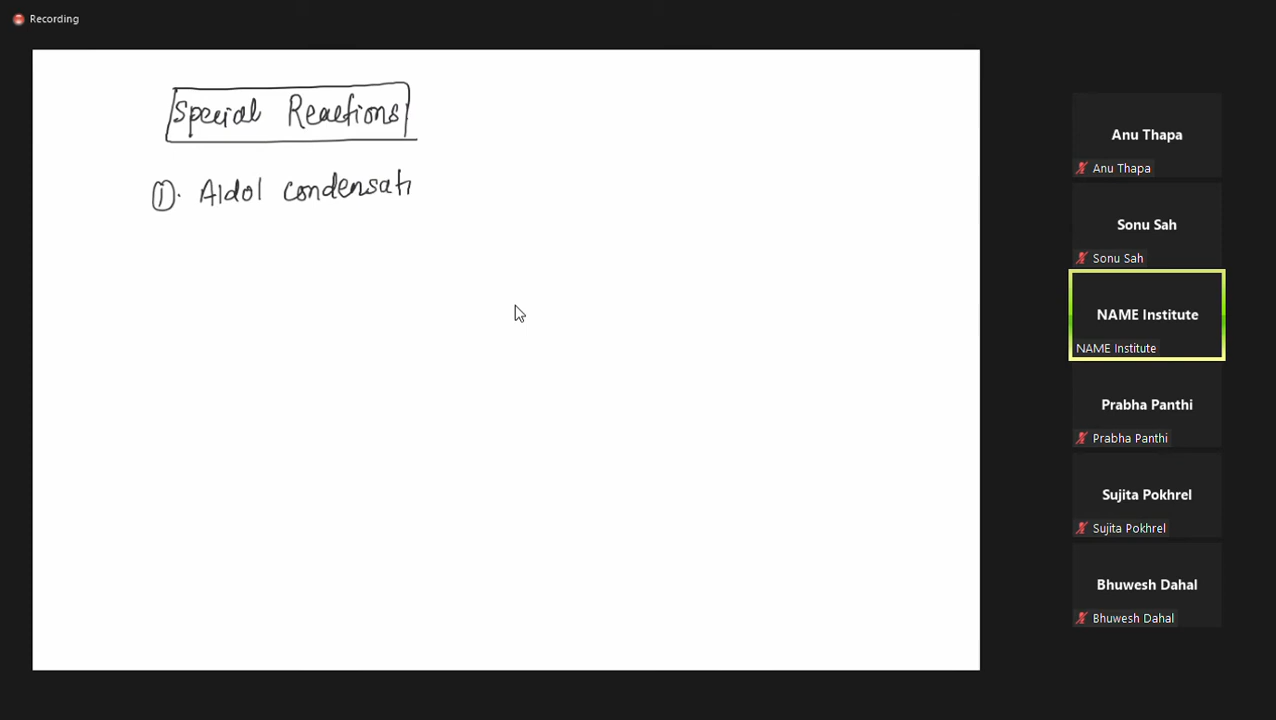 Recording
Special Reactions
①. Aldol condensati
Anu Thapa
Anu Thapa
Sonu Sah
Sonu Sah
NAME Institute
NAME Institute
Prabha Panthi
Prabha Panthi
Sujita Pokhrel
Sujita Pokhrel
Bhuwesh Dahal
Bhuwesh Dahal